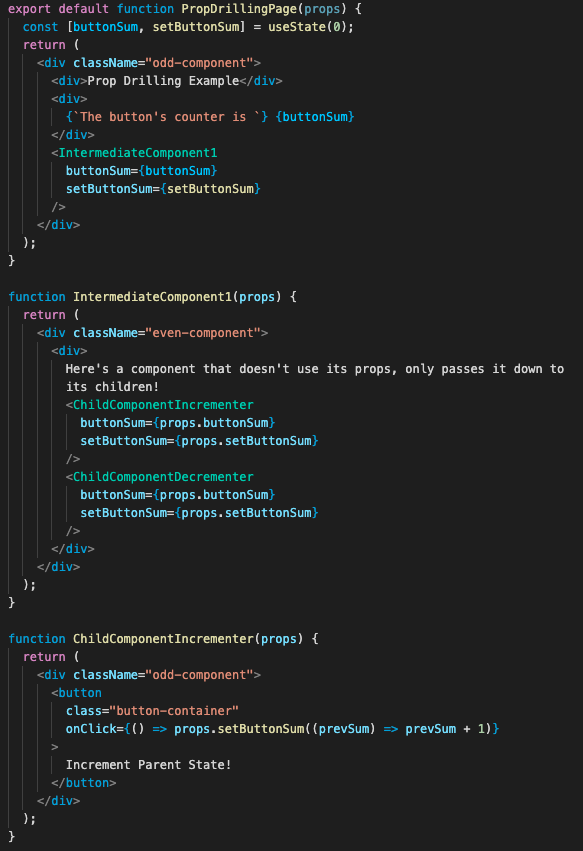 export default function PropDrillingPage(props) {
  const [buttonSum, setButtonSum] = useState(0);
  return (
    <div className="odd-component">
      <div>Prop Drilling Example</div>
      <div>
        {`The button's counter is `} {buttonSum}
      </div>
      <IntermediateComponent1
        buttonSum={buttonSum}
        setButtonSum={setButtonSum}
      />
    </div>
  );
}

function IntermediateComponent1(props) {
  return (
    <div className="even-component">
      <div>
        Here's a component that doesn't use its props, only passes it down to
        its children!
        <ChildComponentIncrementer
          buttonSum={props.buttonSum}
          setButtonSum={props.setButtonSum}
        />
        <ChildComponentDecrementer
          buttonSum={props.buttonSum}
          setButtonSum={props.setButtonSum}
        />
      </div>
    </div>
  );
}

function ChildComponentIncrementer(props) {
  return (
    <div className="odd-component">
      <button
        class="button-container"
        onClick={() => props.setButtonSum((prevSum) => prevSum + 1)}
      >
        Increment Parent State!
      </button>
    </div>
  );
}